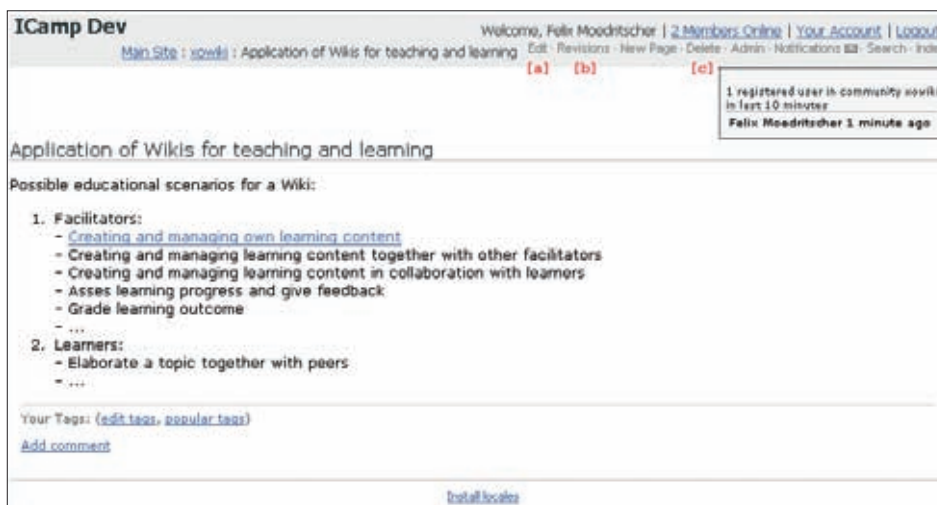 ICamp Dev
Welcome, Felix Moedritscher | 2 Members Online | Your Account | Logout
Main Site : xowiki : Application of Wikis for teaching and learning
Edit · Revisions · New Page · Delete · Admin · Notifications · Search · Inde
[a] [b] [c]
1 registered user in community xowiki
in last 10 minutes
Felix Moedritscher 1 minute ago
Application of Wikis for teaching and learning
Possible educational scenarios for a Wiki:
1. Facilitators:
- Creating and managing own learning content
- Creating and managing learning content together with other facilitators
- Creating and managing learning content in collaboration with learners
- Asses learning progress and give feedback
- Grade learning outcome
- ...
2. Learners:
- Elaborate a topic together with peers
- ...
Your Tags: (edit tags, popular tags)
Add comment
Install locales